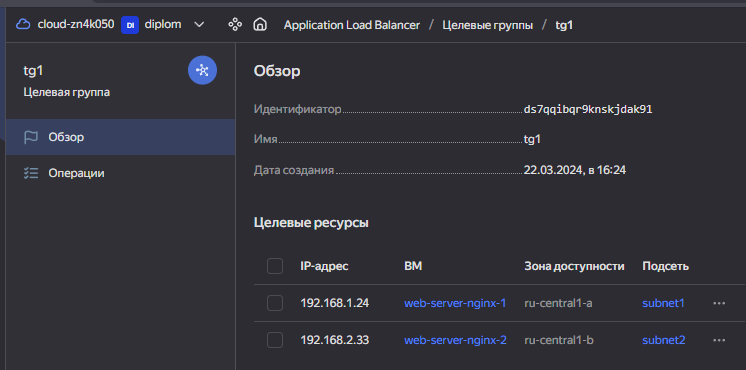 cloud-zn4k050 DI diplom Application Load Balancer / Целевые группы / tg1
tg1
Целевая группа
Обзор
Операции
Обзор
Идентификатор ds7qqibqr9knskjdak91
Имя tg1
Дата создания 22.03.2024, в 16:24
Целевые ресурсы
IP-адрес ВМ Зона доступности Подсеть
192.168.1.24 web-server-nginx-1 ru-central1-a subnet1
192.168.2.33 web-server-nginx-2 ru-central1-b subnet2